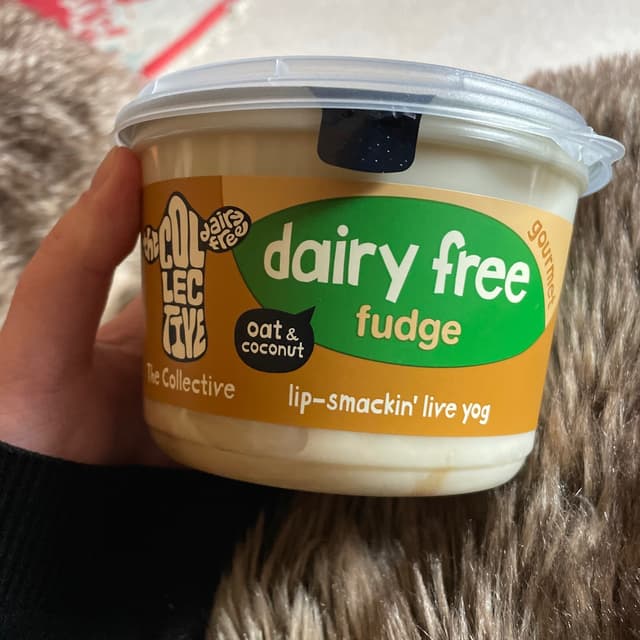 the
COL
LEC
TIVE
dairy
free
The Collective
dairy free
fudge
oat &
coconut
lip-smackin' live yog
gourmet